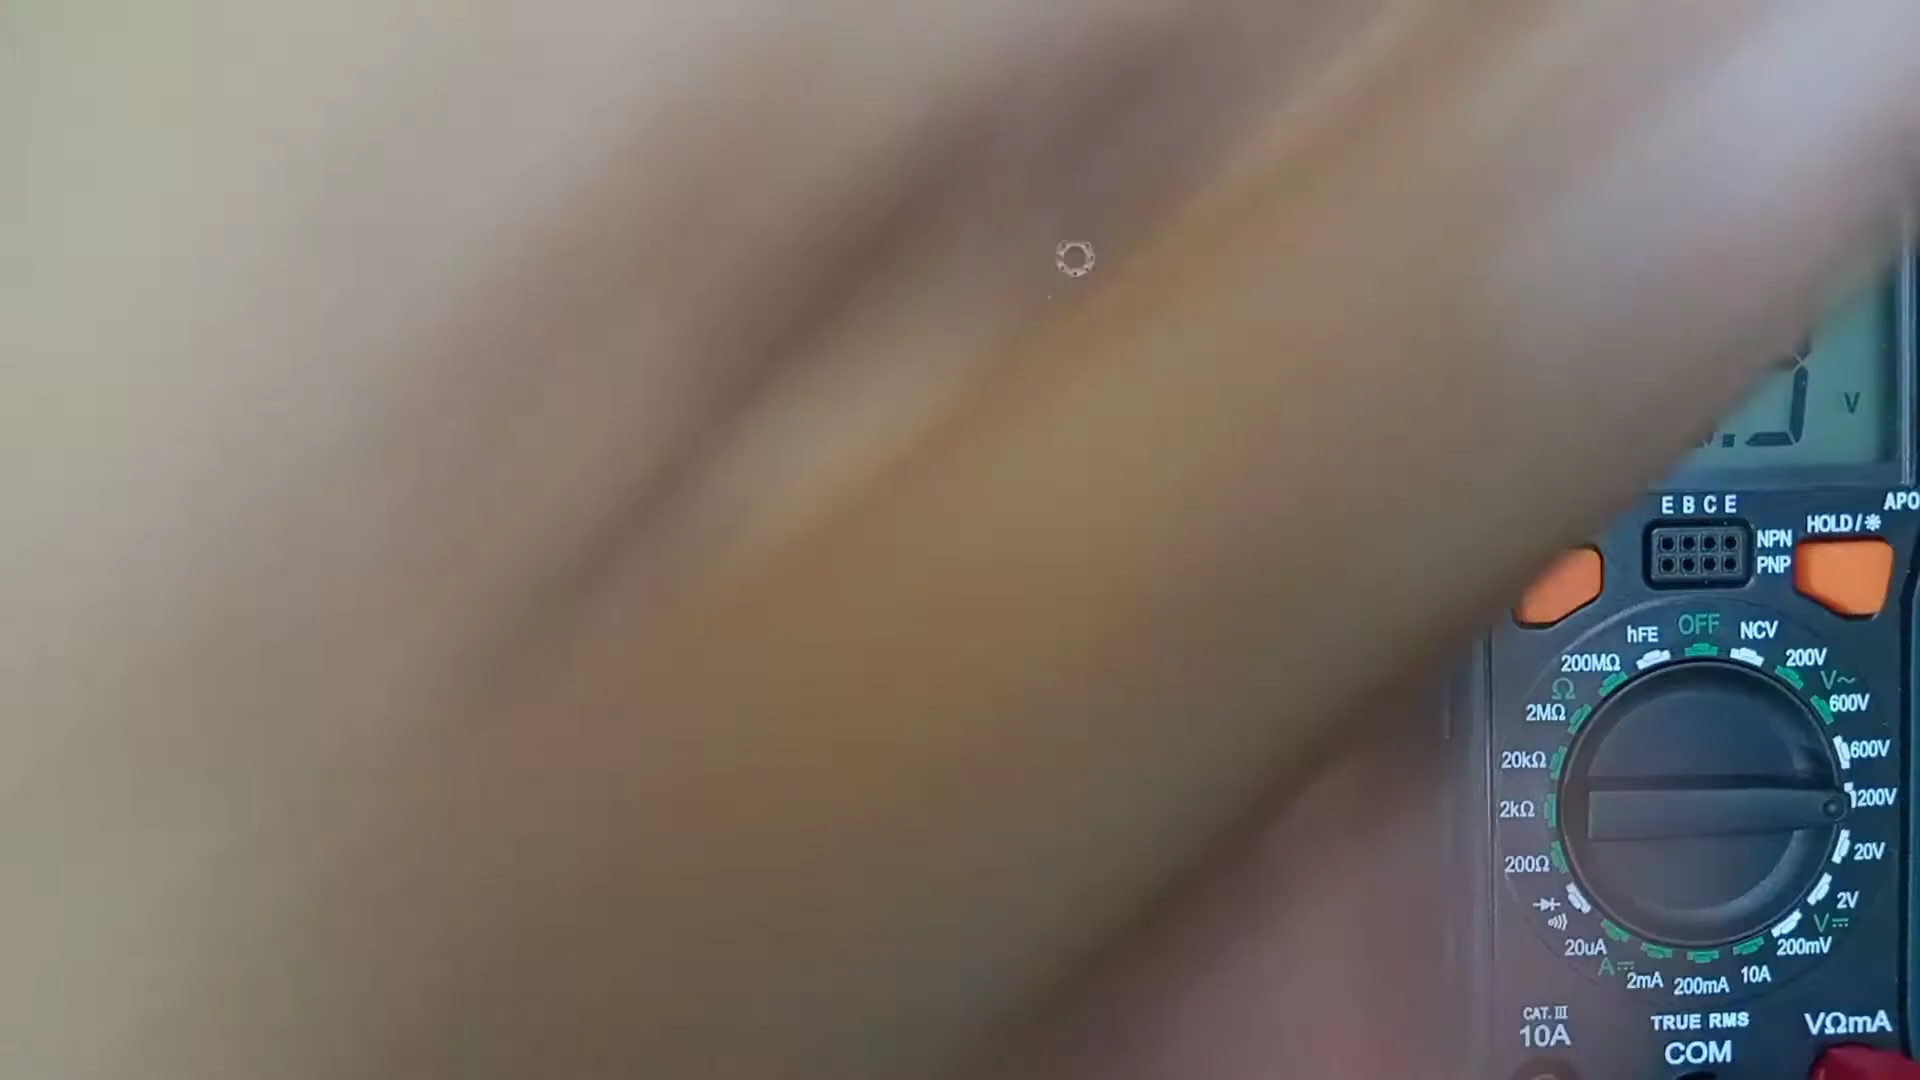 V
E B C E
APO
HOLD / ☀
NPN
PNP
OFF
hFE
NCV
200MΩ
200V
Ω
V~
2MΩ
600V
20kΩ
600V
2kΩ
200V
200Ω
20V
2V
V⎓
20uA
200mV
A⎓
2mA
200mA
10A
CAT. III
10A
TRUE RMS
COM
VΩmA